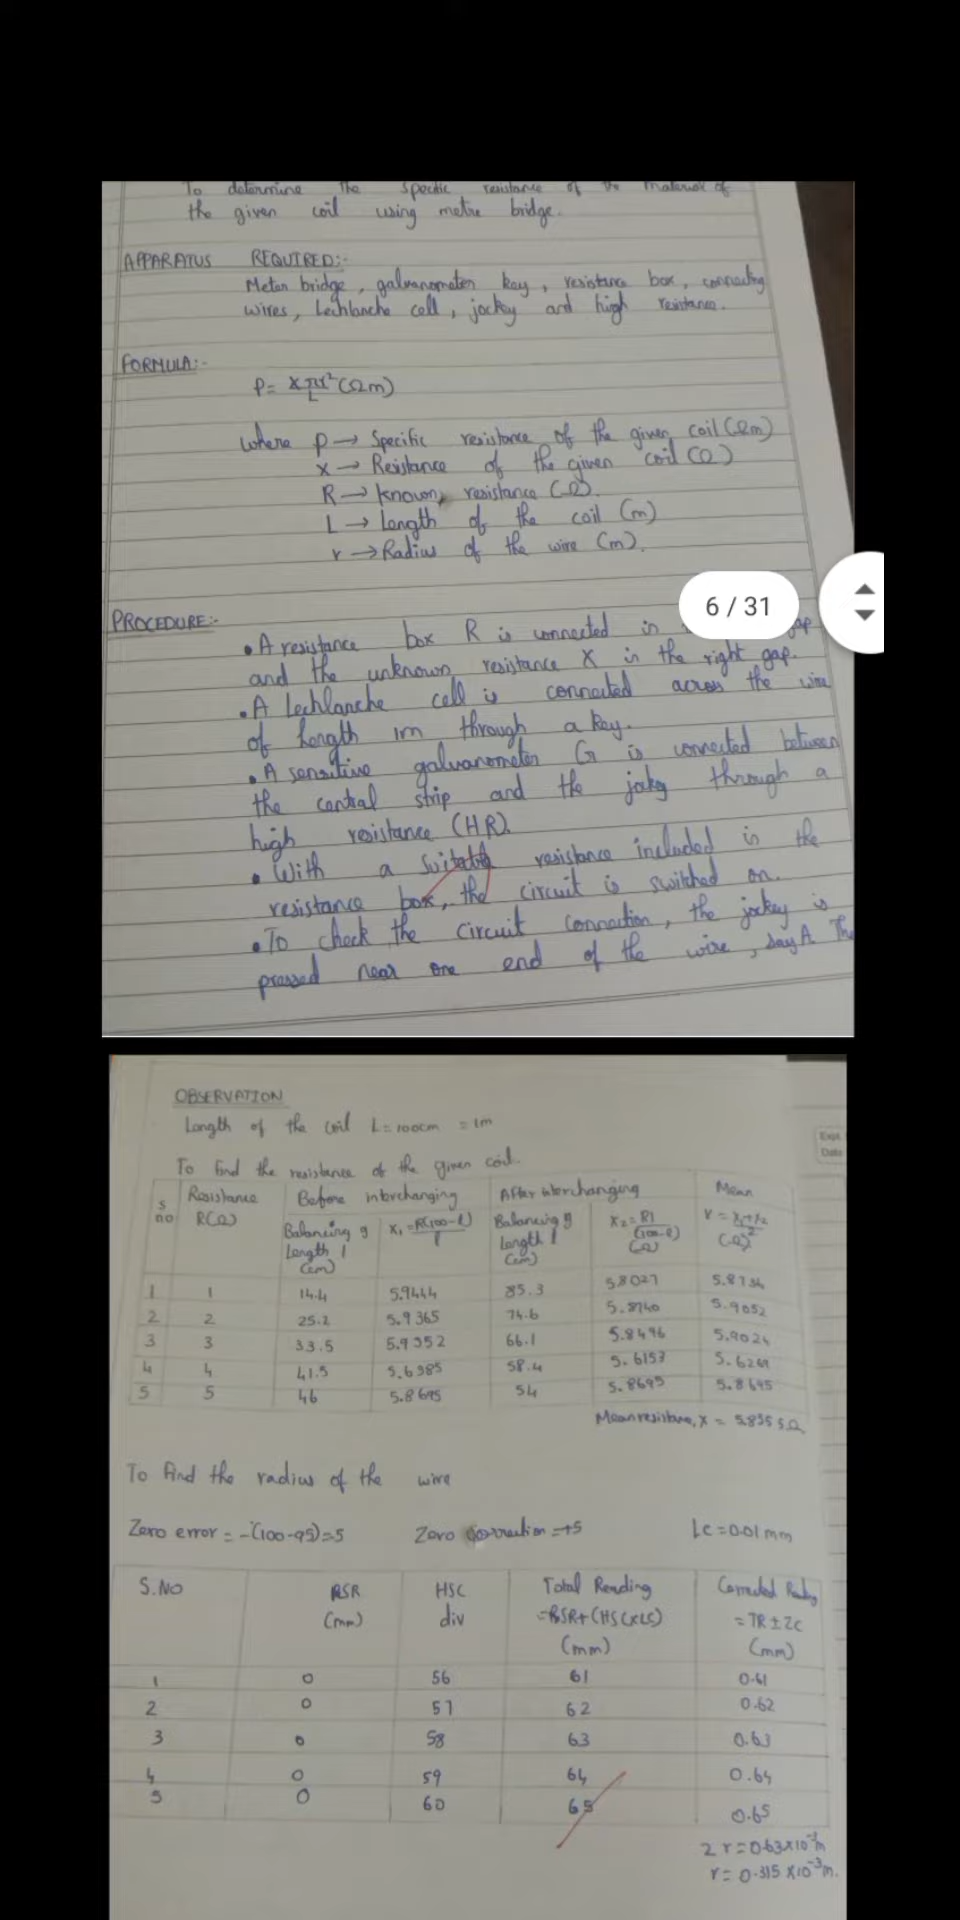 To determine the specific resistance of the material of
the given coil using metre bridge.
APPARATUS REQUIRED:-
Meter bridge, galvanometer key, resistance box, connecting
wires, Lechlanche cell, jockey and high resistance.
FORMULA:-
ρ = Xπr²/L (Ωm)
where ρ → Specific resistance of the given coil (Ωm)
X → Resistance of the given coil (Ω)
R → Known resistance (Ω).
L → Length of the coil (m)
r → Radius of the wire (m).
6 / 31
PROCEDURE:-
• A resistance box R is connected in gap
and the unknown resistance X in the right gap.
• A Lechlanche cell is connected across the wire
of length 1m through a key.
• A sensitive galvanometer G is connected between
the central strip and the jokey through a
high resistance (HR).
• With a suitable resistance included in the
resistance box, the circuit is switched on.
• To check the circuit connection, the jockey is
pressed near one end of the wire, say A. The
OBSERVATION
Length of the coil L = 100cm = 1m
Expt.
Date
To find the resistance of the given coil.
S no Resistance R(Ω) Before interchanging After interchanging Mean
Balancing length l (cm) X₁ = R(100-l)/l Balancing length l (cm) X₂ = Rl/(100-l) (Ω) X = X₁+X₂/2 (Ω)
1 1 14.4 5.9444 85.3 5.8027 5.8734
2 2 25.2 5.9365 74.6 5.8740 5.9052
3 3 33.5 5.9552 66.1 5.8496 5.9024
4 4 41.5 5.6385 58.4 5.6153 5.6269
5 5 46 5.8695 54 5.8695 5.8695
Mean resistance, X = 5.8355 Ω
To find the radius of the wire
Zero error = -(100-95)=5 Zero correction = +5 LC = 0.01 mm
S.NO PSR (mm) HSC div Total Reading = PSR+(HSC×LC) (mm) Corrected Reading = TR ± ZC (mm)
1 0 56 61 0.61
2 0 57 62 0.62
3 0 58 63 0.63
4 0 59 64 0.64
5 0 60 65 0.65
2r = 0.63×10⁻³m
r = 0.315 × 10⁻³m.